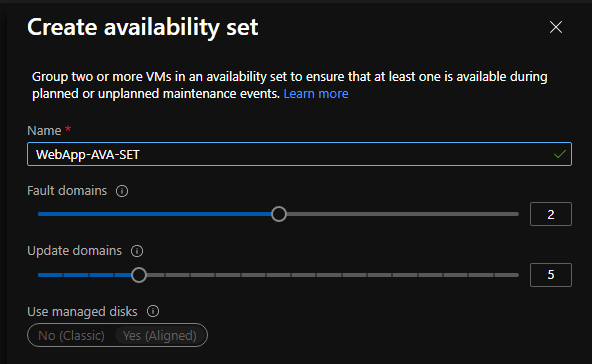 Create availability set
Group two or more VMs in an availability set to ensure that at least one is available during
planned or unplanned maintenance events. Learn more
Name *
WebApp-AVA-SET
Fault domains
2
Update domains
5
Use managed disks
No (Classic) Yes (Aligned)